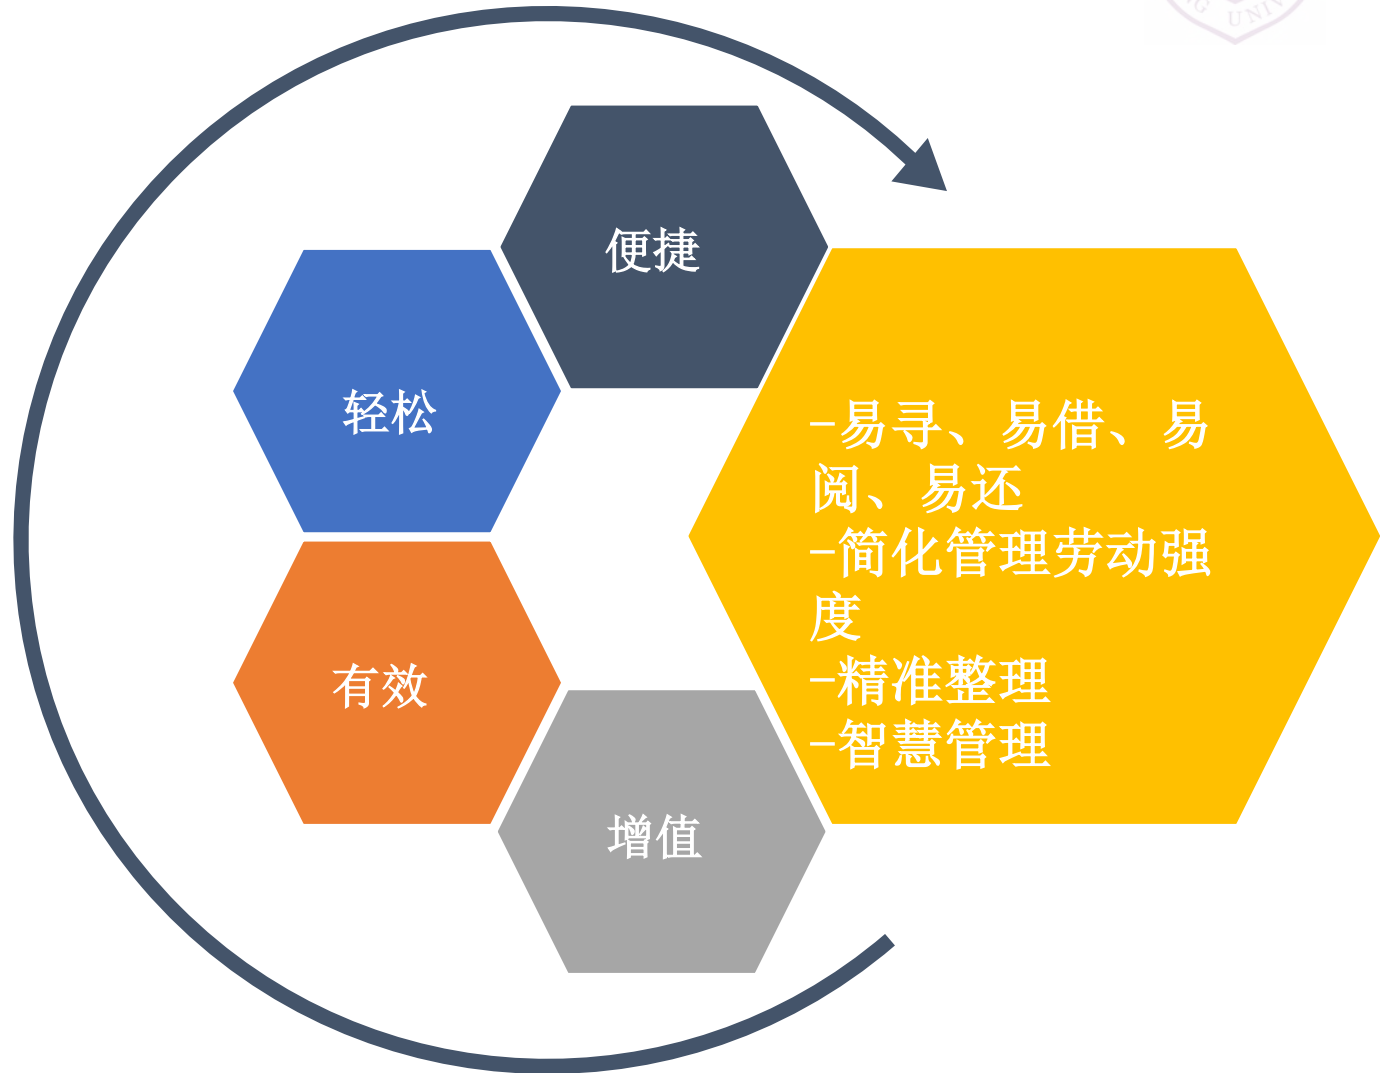 便捷
轻松
有效
增值
-易寻、易借、易
阅、易还
-简化管理劳动强
度
-精准整理
-智慧管理